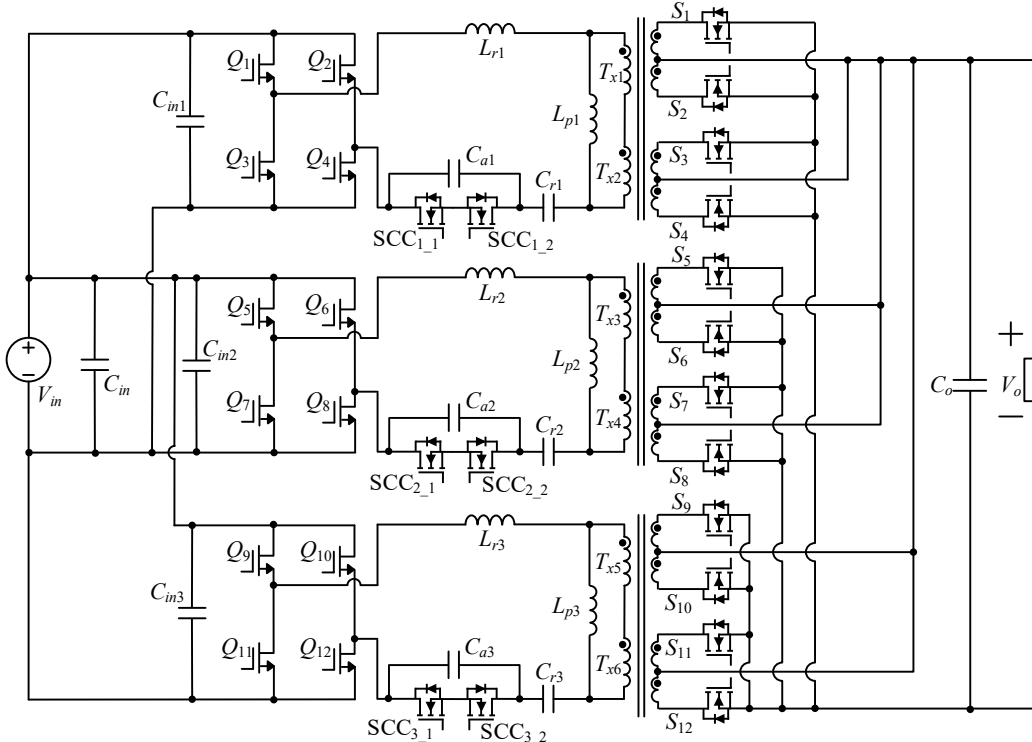 S1
Q1
Q2
Lr1
Tx1
Cin1
Lp1
S2
Q3
Q4
Ca1
Cr1
Tx2
S3
SCC1_1
SCC1_2
S4
S5
Q5
Q6
Lr2
Tx3
+
Vin
Cin
Cin2
Lp2
S6
Co
+
Vo
Q7
Q8
Ca2
Cr2
Tx4
S7
SCC2_1
SCC2_2
S8
S9
Q9
Q10
Lr3
Tx5
Cin3
Lp3
S10
Q11
Q12
Ca3
Cr3
Tx6
S11
SCC3_1
SCC3_2
S12